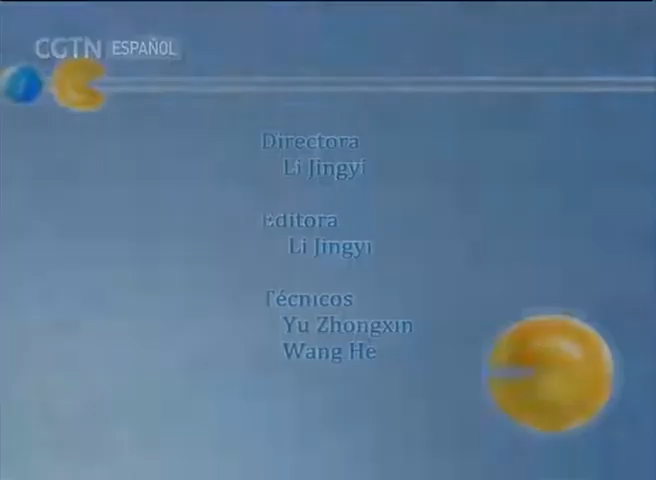 CGTN ESPAÑOL
Directora
Li Jingyi
Editora
Li Jingyi
Técnicos
Yu Zhongxin
Wang He